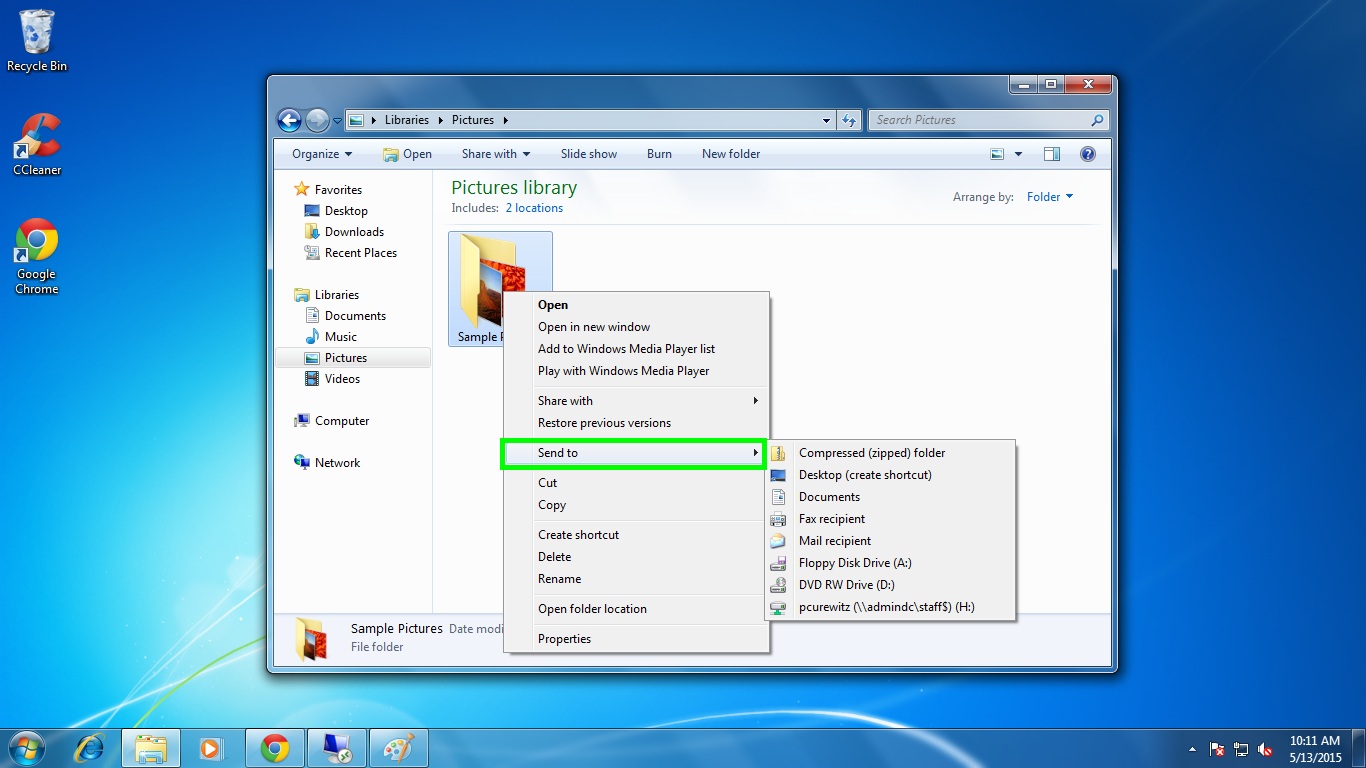 Recycle Bin
CCleaner
Google
Chrome
Libraries
Pictures
Search Pictures
Organize
Open
Share with
Slide show
Burn
New folder
Favorites
Desktop
Downloads
Recent Places
Libraries
Documents
Music
Pictures
Videos
Computer
Network
Pictures library
Includes: 2 locations
Arrange by: Folder
Sample
Open
Open in new window
Add to Windows Media Player list
Play with Windows Media Player
Share with
Restore previous versions
Send to
Cut
Copy
Create shortcut
Delete
Rename
Open folder location
Properties
Compressed (zipped) folder
Desktop (create shortcut)
Documents
Fax recipient
Mail recipient
Floppy Disk Drive (A:)
DVD RW Drive (D:)
pcurewitz (\\admindc\staff$) (H:)
Sample Pictures Date modi
File folder
10:11 AM
5/13/2015